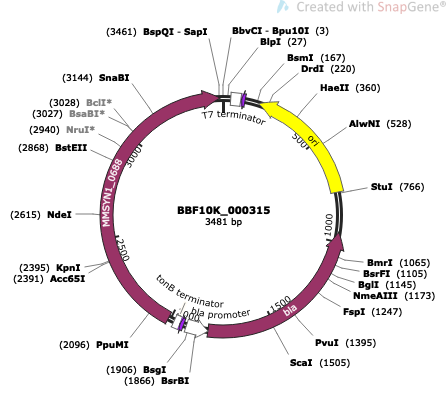 Created with SnapGene®
(3461) BspQI - SapI
BbvCI - Bpu10I (3)
BlpI (27)
BsmI (167)
DrdI (220)
HaeII (360)
AlwNI (528)
StuI (766)
BmrI (1065)
BsrFI (1105)
BglI (1145)
NmeAIII (1173)
FspI (1247)
PvuI (1395)
ScaI (1505)
(1866) BsrBI
(1906) BsgI
(2096) PpuMI
(2391) Acc65I
(2395) KpnI
(2615) NdeI
(2868) BstEII
(2940) NruI*
(3027) BsaBI*
(3028) BclI*
(3144) SnaBI
T7 terminator
ori
500
1000
1500
bla
bla promoter
tonB terminator
2500
3000
MMSYN1_0688
BBF10K_000315
3481 bp